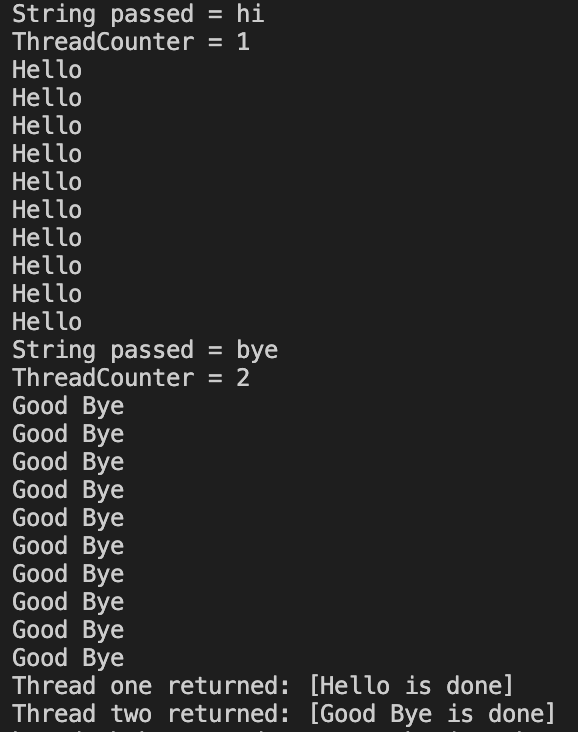 String passed = hi
ThreadCounter = 1
Hello
Hello
Hello
Hello
Hello
Hello
Hello
Hello
Hello
Hello
String passed = bye
ThreadCounter = 2
Good Bye
Good Bye
Good Bye
Good Bye
Good Bye
Good Bye
Good Bye
Good Bye
Good Bye
Good Bye
Thread one returned: [Hello is done]
Thread two returned: [Good Bye is done]